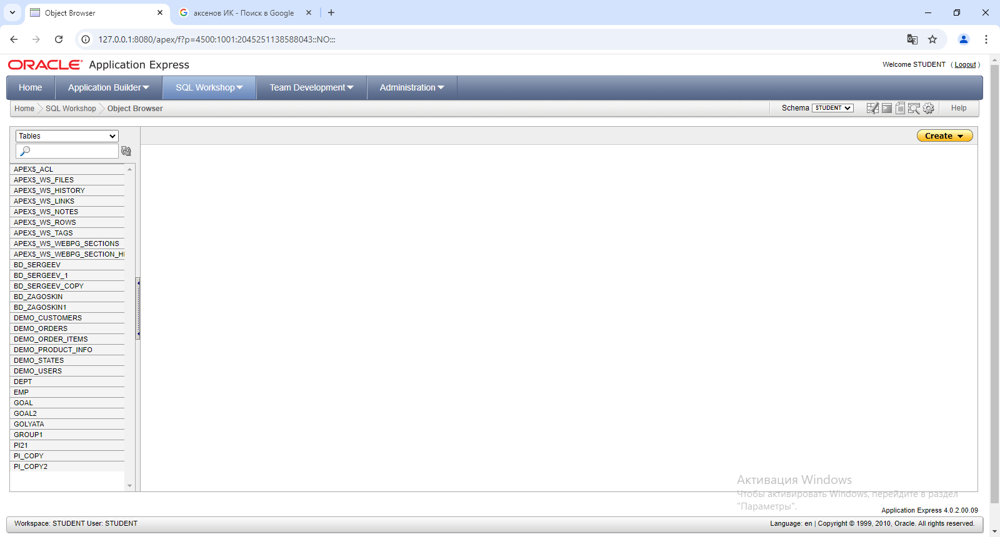 Object Browser
аксенов ИК - Поиск в Google
127.0.0.1:8080/apex/f?p=4500:1001:2045251138588043::NO:::
ORACLE Application Express
Welcome STUDENT ( Logout )
Home Application Builder SQL Workshop Team Development Administration
Home SQL Workshop Object Browser
Schema STUDENT Help
Tables
Create
APEX$_ACL
APEX$_WS_FILES
APEX$_WS_HISTORY
APEX$_WS_LINKS
APEX$_WS_NOTES
APEX$_WS_ROWS
APEX$_WS_TAGS
APEX$_WS_WEBPG_SECTIONS
APEX$_WS_WEBPG_SECTION_HI
BD_SERGEEV
BD_SERGEEV_1
BD_SERGEEV_COPY
BD_ZAGOSKIN
BD_ZAGOSKIN1
DEMO_CUSTOMERS
DEMO_ORDERS
DEMO_ORDER_ITEMS
DEMO_PRODUCT_INFO
DEMO_STATES
DEMO_USERS
DEPT
EMP
GOAL
GOAL2
GOLYATA
GROUP1
PI21
PI_COPY
PI_COPY2
Активация Windows
Чтобы активировать Windows, перейдите в раздел
"Параметры".
Application Express 4.0.2.00.09
Workspace: STUDENT User: STUDENT
Language: en | Copyright © 1999, 2010, Oracle. All rights reserved.